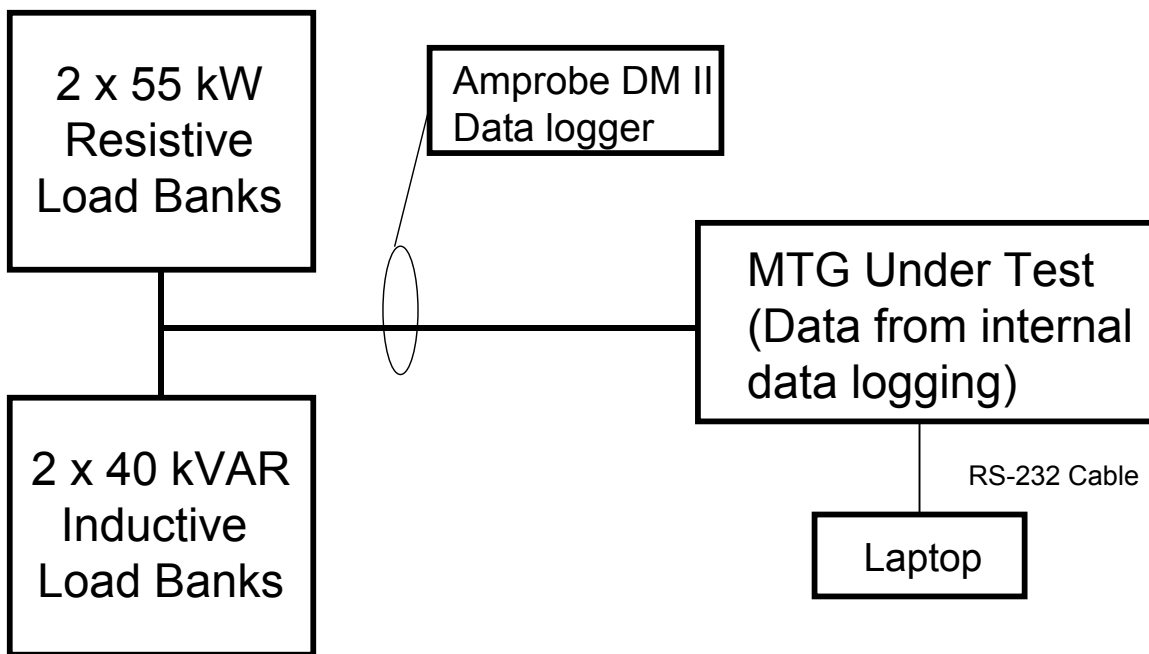 2 x 55 kW
Resistive
Load Banks
Amprobe DM II
Data logger
MTG Under Test
(Data from internal
data logging)
2 x 40 kVAR
Inductive
Load Banks
RS-232 Cable
Laptop